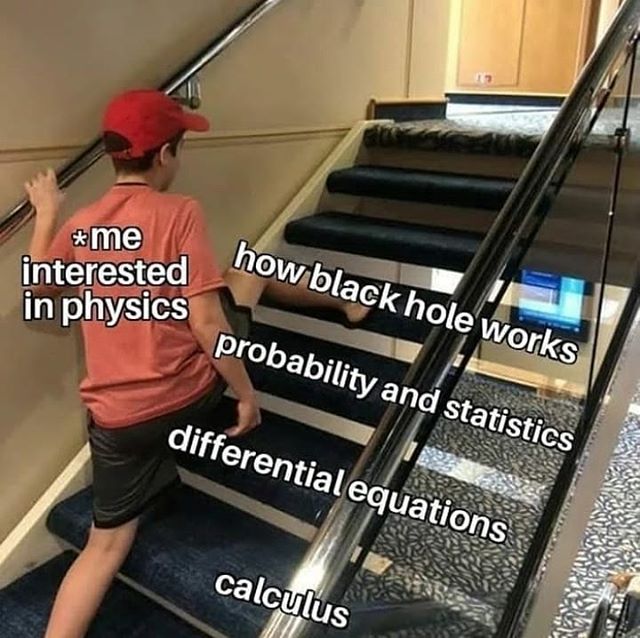 *me
interested
in physics
how black hole works
probability and statistics
differential equations
calculus